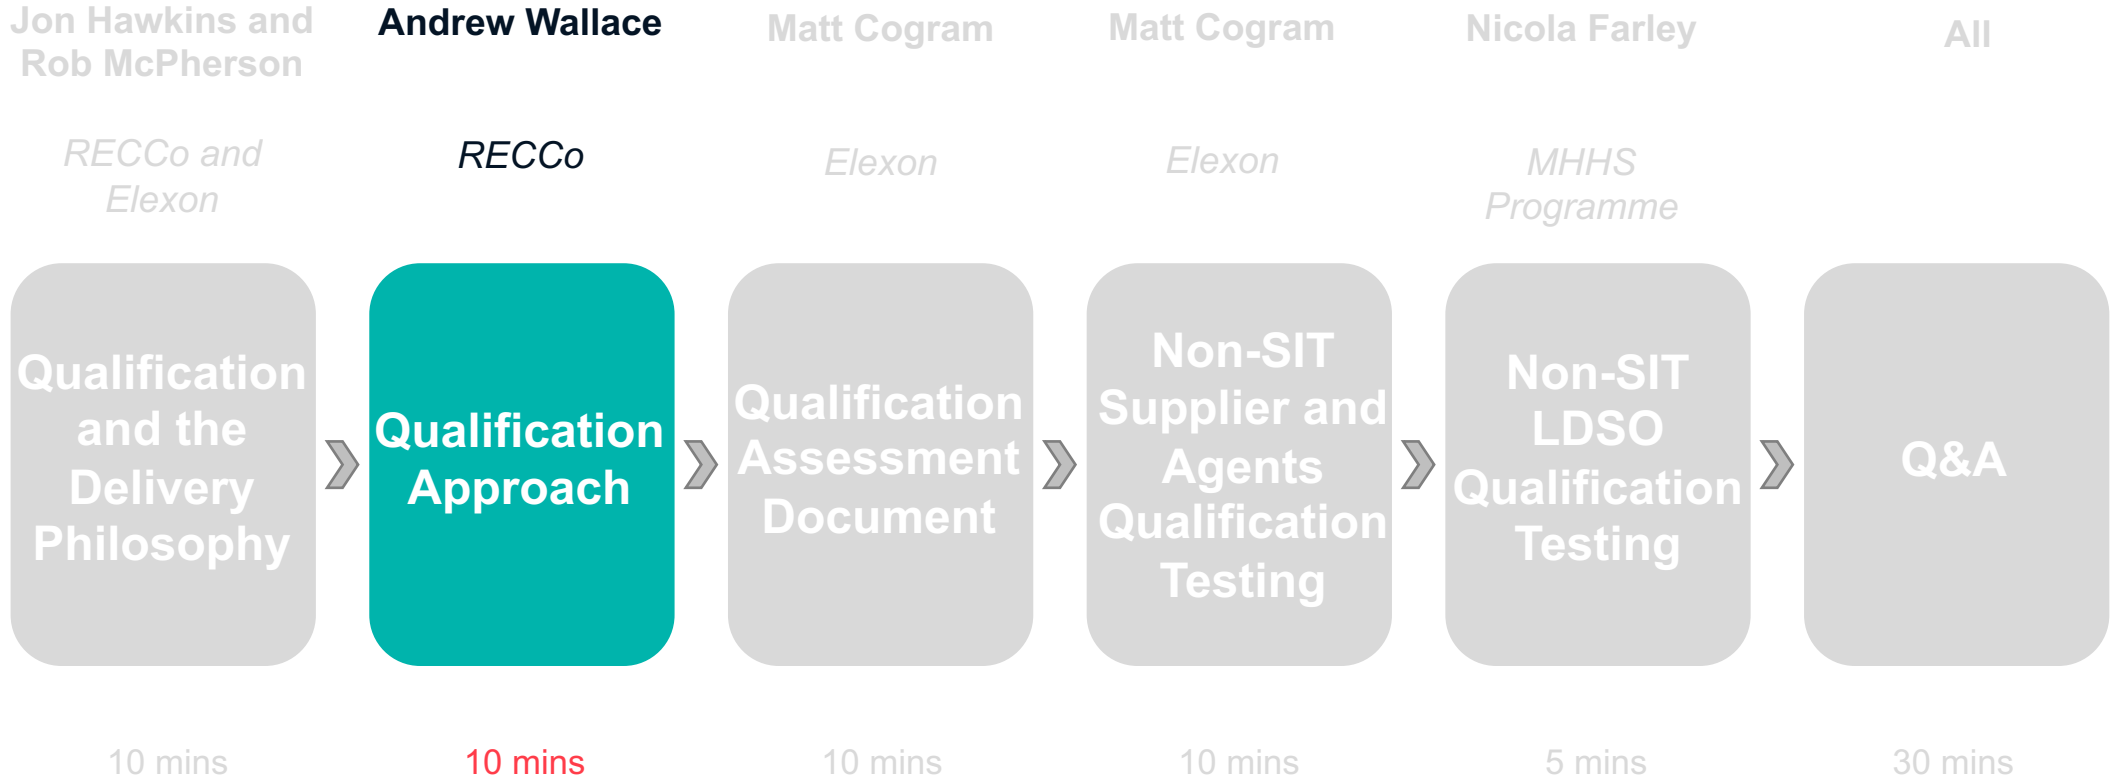 Jon Hawkins and
Rob McPherson
Andrew Wallace
Matt Cogram
Matt Cogram
Nicola Farley
All
RECCo and
Elexon
RECCo
Elexon
Elexon
MHHS
Programme
Qualification
and the
Delivery
Philosophy
Qualification
Approach
Qualification
Assessment
Document
Non-SIT
Supplier and
Agents
Qualification
Testing
Non-SIT
LDSO
Qualification
Testing
Q&A
10 mins
10 mins
10 mins
10 mins
5 mins
30 mins